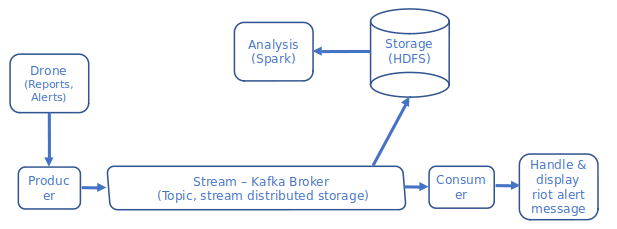 Analysis
(Spark)
Storage
(HDFS)
Drone
(Reports,
Alerts)
Produc
er
Stream – Kafka Broker
(Topic, stream distributed storage)
Consum
er
Handle &
display
riot alert
message